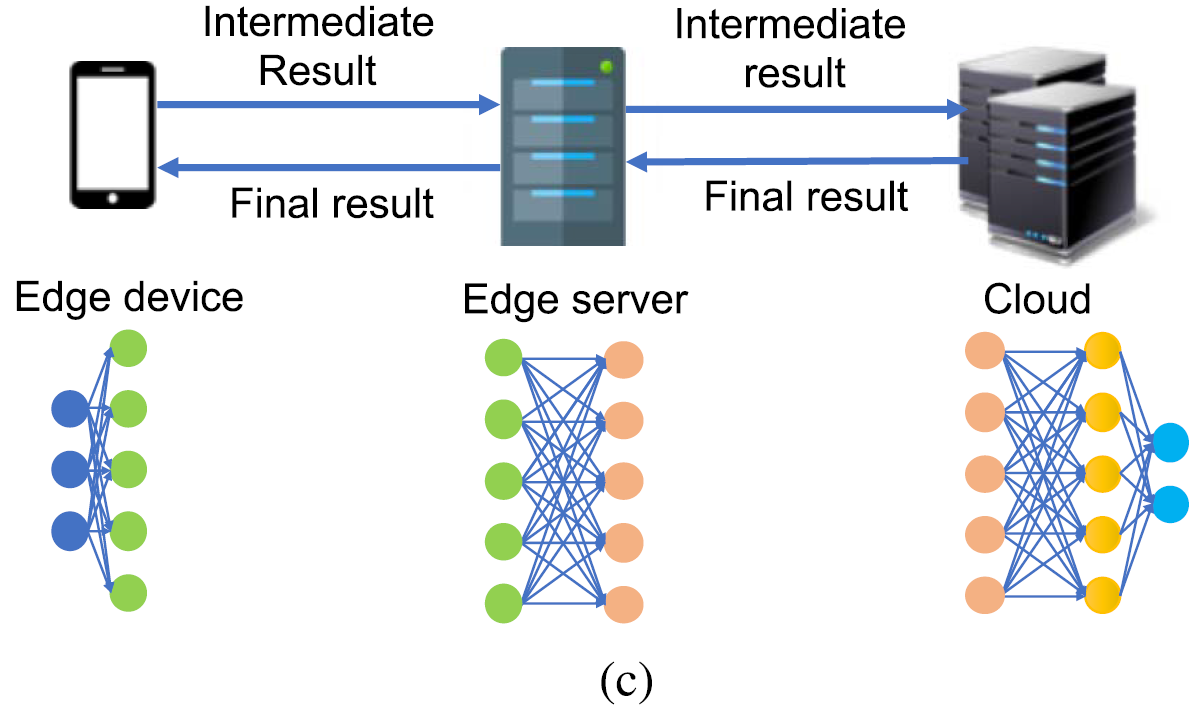 Intermediate
Result
Intermediate
result
Final result
Final result
Edge device
Edge server
Cloud
(c)